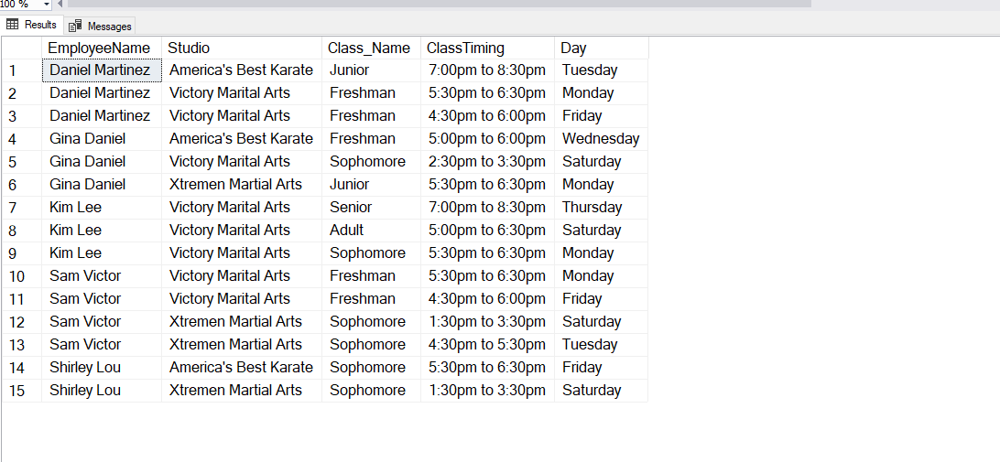 100 %
Results Messages
EmployeeName Studio Class_Name ClassTiming Day
1 Daniel Martinez America's Best Karate Junior 7:00pm to 8:30pm Tuesday
2 Daniel Martinez Victory Marital Arts Freshman 5:30pm to 6:30pm Monday
3 Daniel Martinez Victory Marital Arts Freshman 4:30pm to 6:00pm Friday
4 Gina Daniel America's Best Karate Freshman 5:00pm to 6:00pm Wednesday
5 Gina Daniel Victory Marital Arts Sophomore 2:30pm to 3:30pm Saturday
6 Gina Daniel Xtremen Martial Arts Junior 5:30pm to 6:30pm Monday
7 Kim Lee Victory Marital Arts Senior 7:00pm to 8:30pm Thursday
8 Kim Lee Victory Marital Arts Adult 5:00pm to 6:30pm Saturday
9 Kim Lee Victory Marital Arts Sophomore 5:30pm to 6:30pm Monday
10 Sam Victor Victory Marital Arts Freshman 5:30pm to 6:30pm Monday
11 Sam Victor Victory Marital Arts Freshman 4:30pm to 6:00pm Friday
12 Sam Victor Xtremen Martial Arts Sophomore 1:30pm to 3:30pm Saturday
13 Sam Victor Xtremen Martial Arts Sophomore 4:30pm to 5:30pm Tuesday
14 Shirley Lou America's Best Karate Sophomore 5:30pm to 6:30pm Friday
15 Shirley Lou Xtremen Martial Arts Sophomore 1:30pm to 3:30pm Saturday